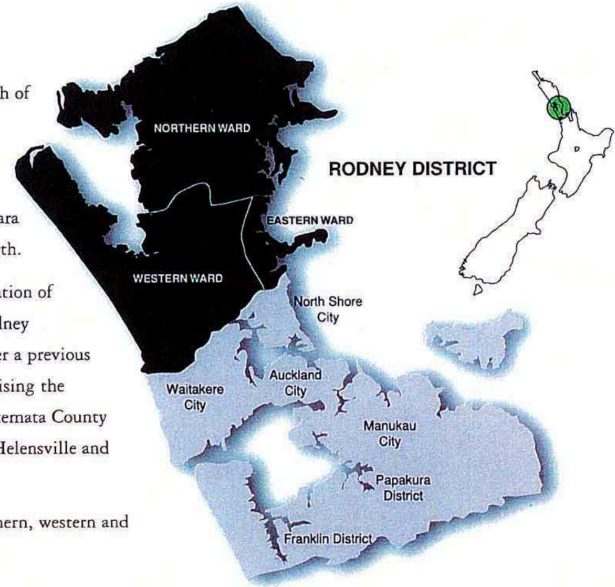 h of
ara
th.
ation of
dney
er a previous
ising the
temata County
Helensville and
hern, western and
RODNEY DISTRICT
NORTHERN WARD
EASTERN WARD
WESTERN WARD
North Shore
City
Waitakere
City
Auckland
City
Manukau
City
Papakura
District
Franklin District